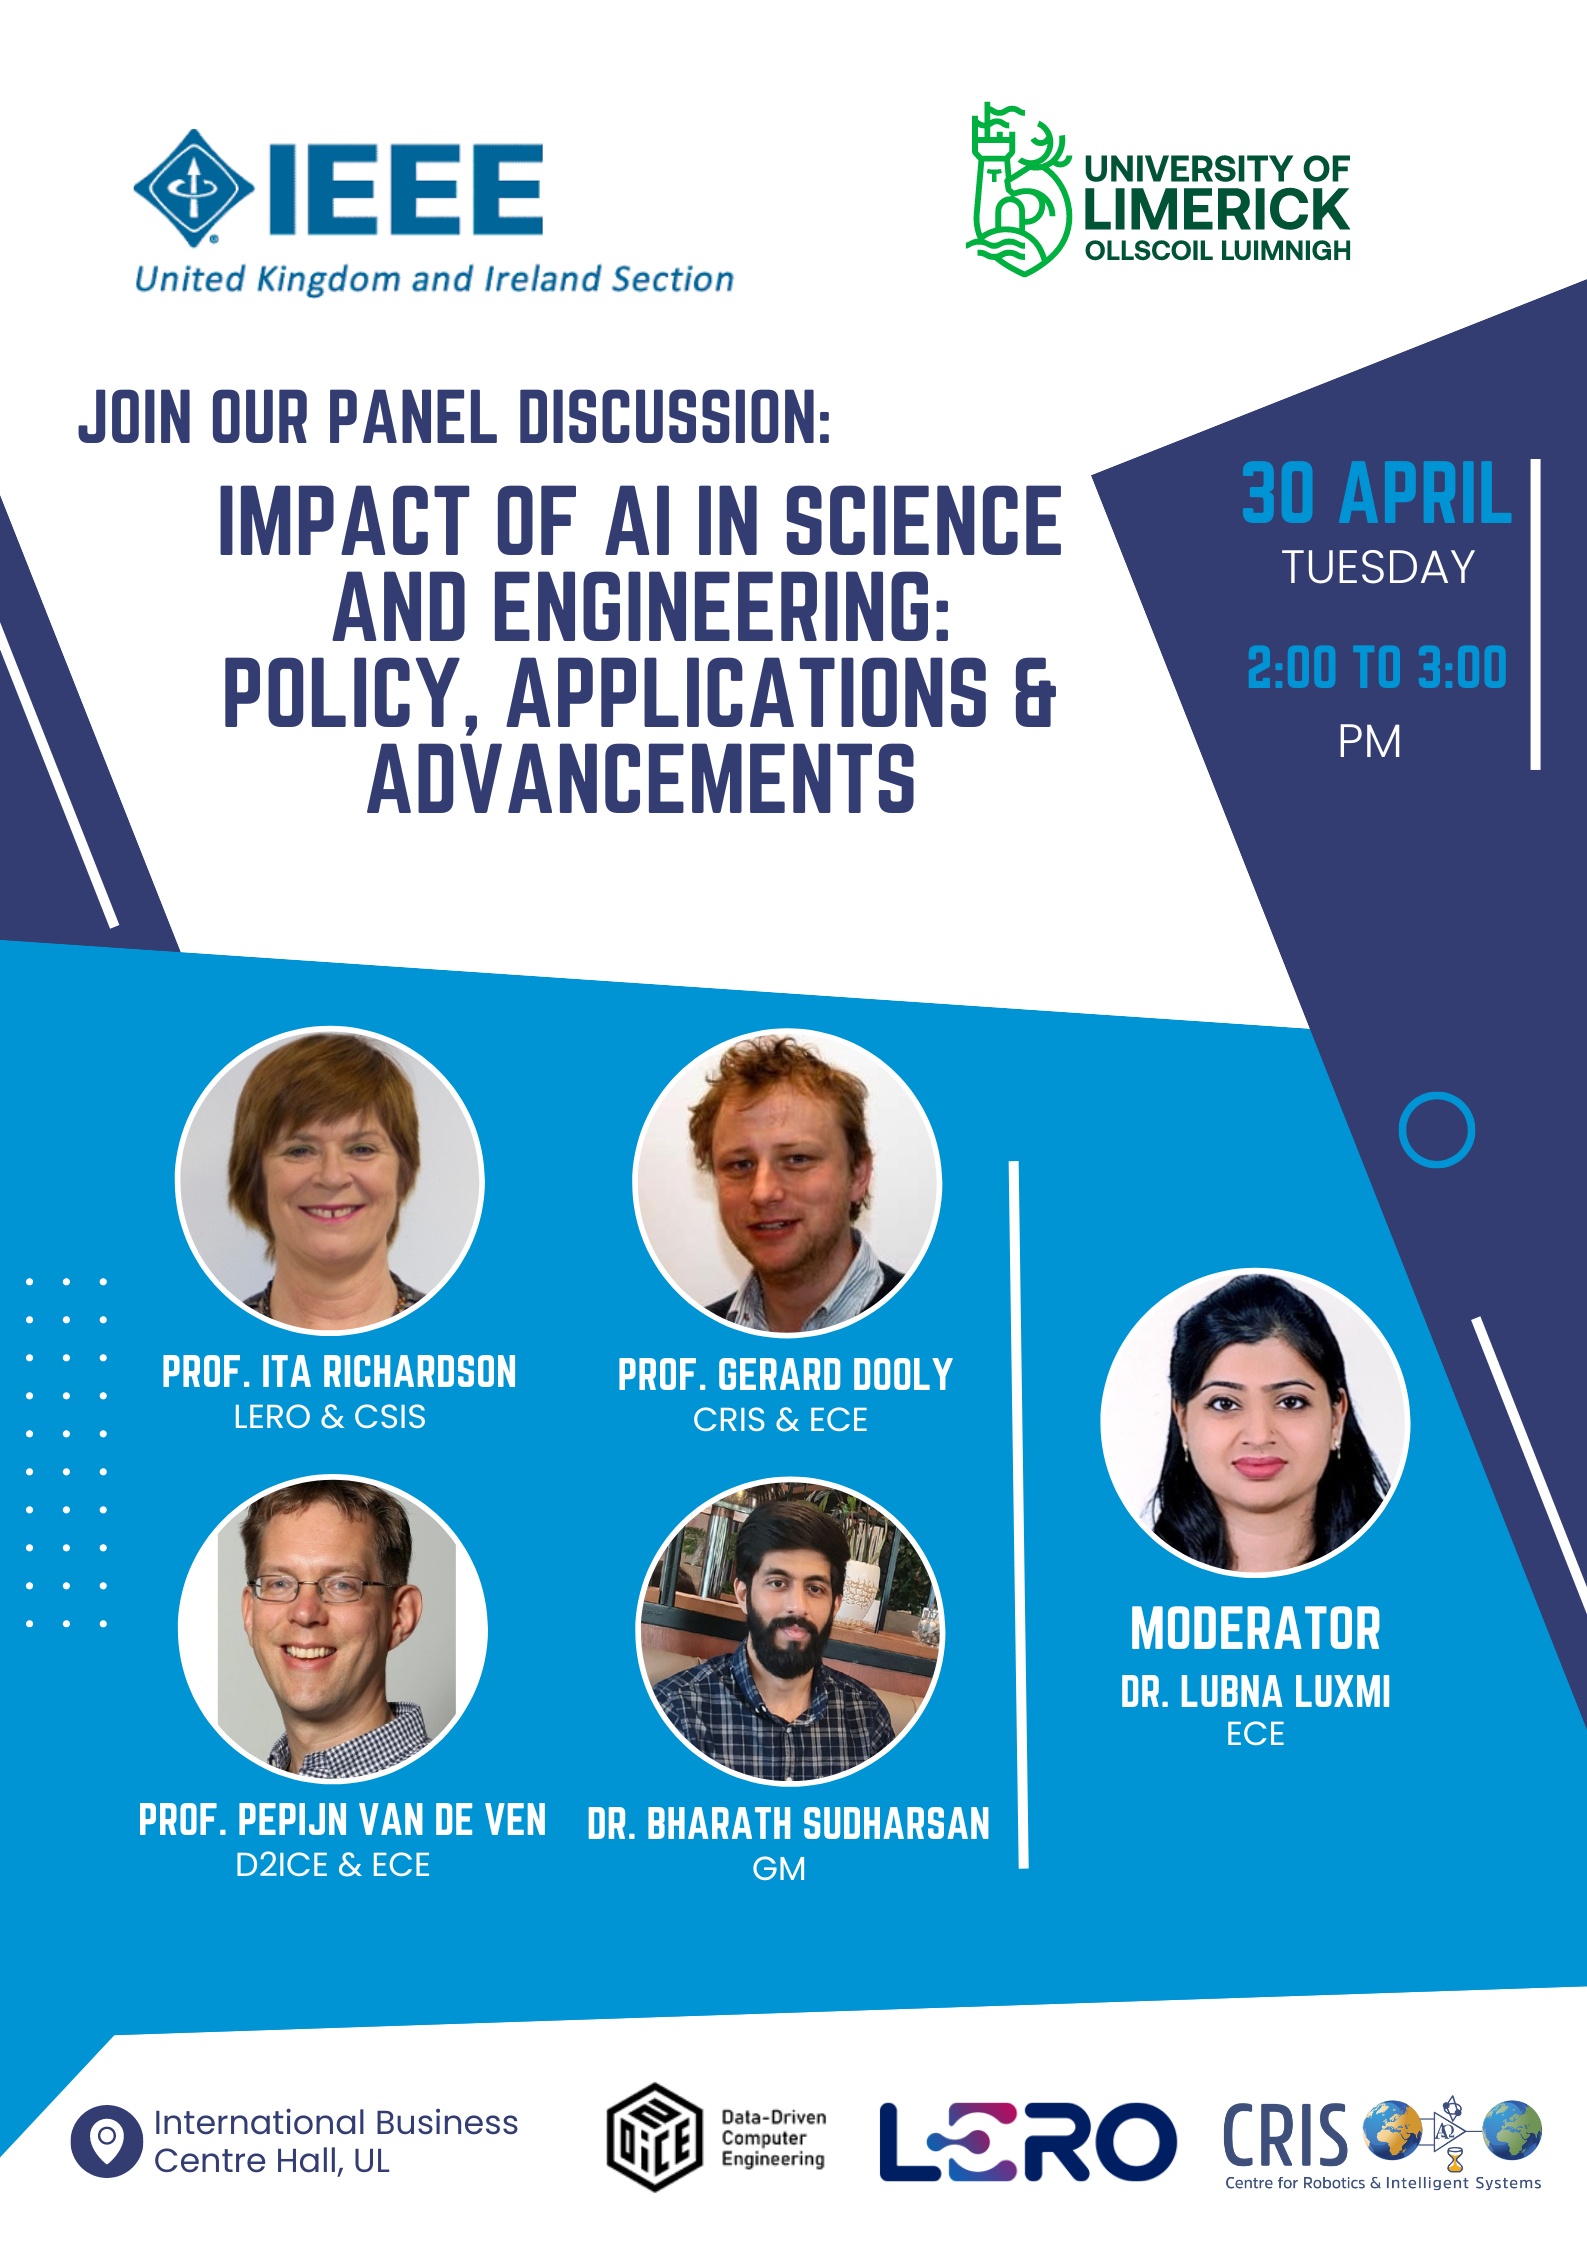 IEEE
United Kingdom and Ireland Section
UNIVERSITY OF
LIMERICK
OLLSCOIL LUIMNIGH
JOIN OUR PANEL DISCUSSION:
IMPACT OF AI IN SCIENCE
AND ENGINEERING:
POLICY, APPLICATIONS &
ADVANCEMENTS
30 APRIL
TUESDAY
2:00 TO 3:00
PM
PROF. ITA RICHARDSON
LERO & CSIS
PROF. GERARD DOOLY
CRIS & ECE
PROF. PEPIJN VAN DE VEN
D2ICE & ECE
DR. BHARATH SUDHARSAN
GM
MODERATOR
DR. LUBNA LUXMI
ECE
International Business
Centre Hall, UL
D2iCE
Data-Driven
Computer
Engineering
LERO
CRIS
AΩ
Centre for Robotics & Intelligent Systems